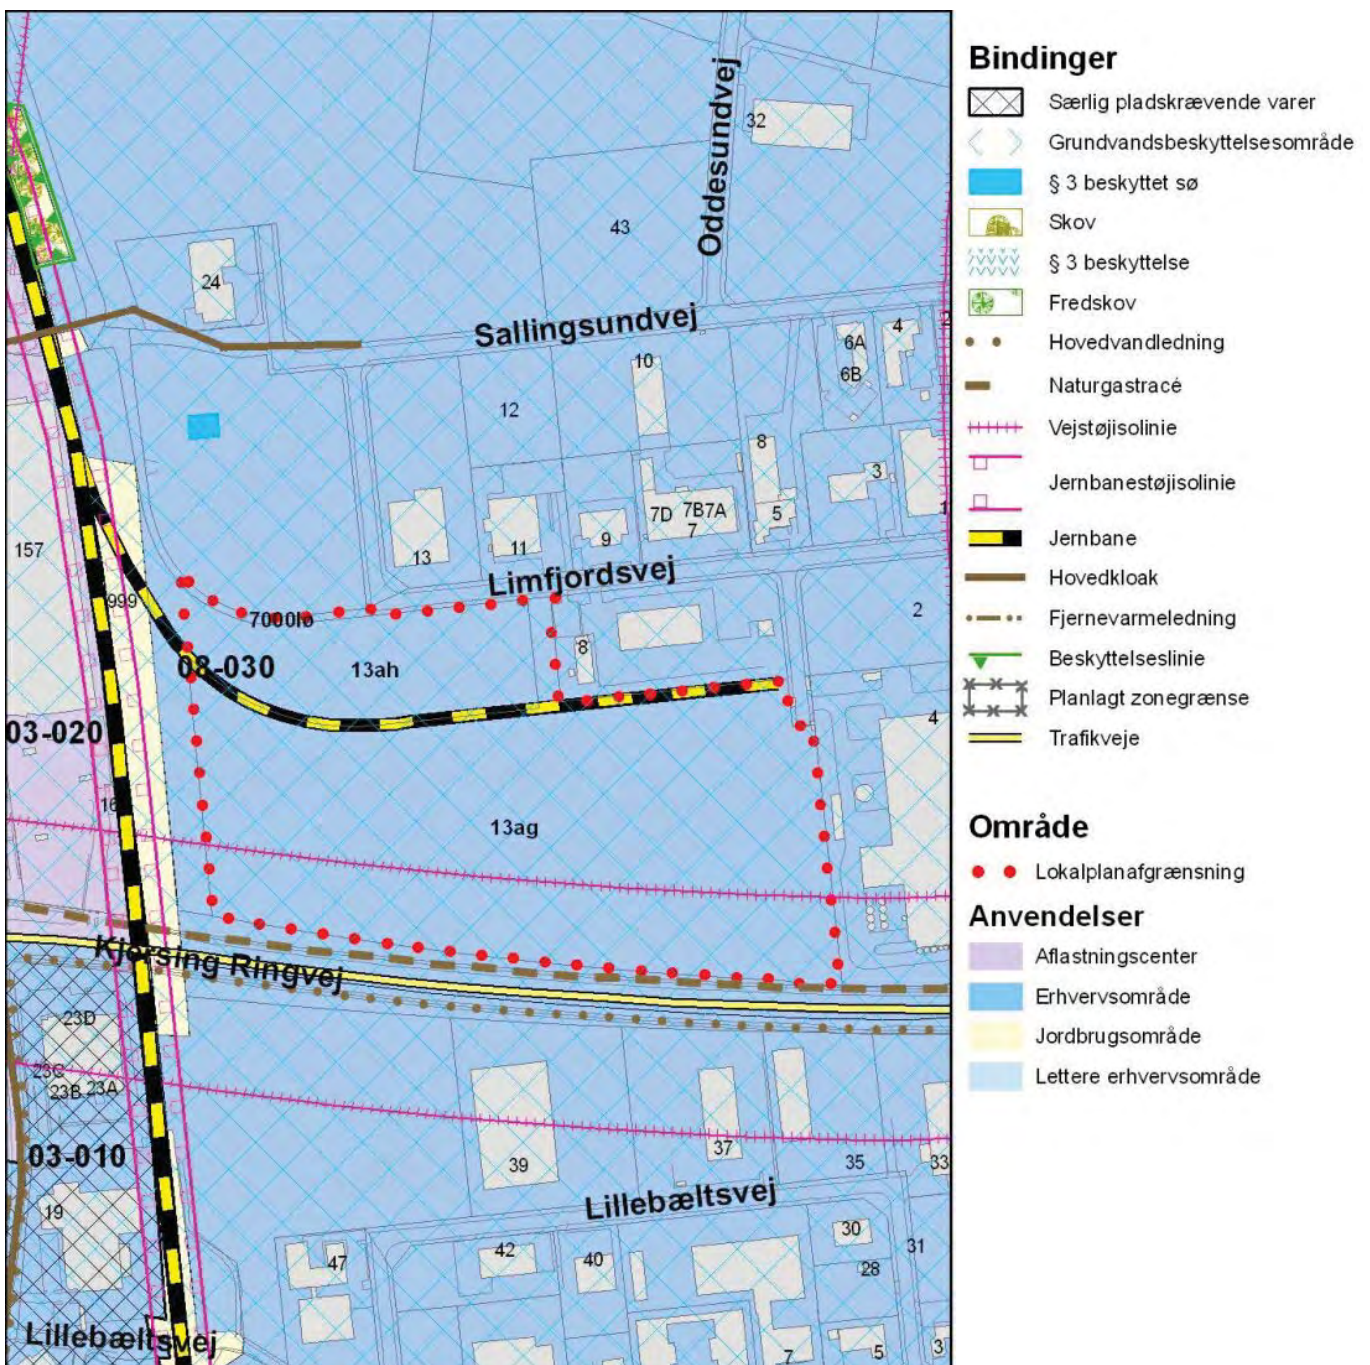 Oddesundvej
32
43
24
Sallingsundvej
10
12
6A
6B
4
8
3
7D
7B7A
7
5
9
11
13
157
Limfjordsvej
999
7000lø
8
2
08-030
13ah
03-020
4
13ag
Kjersing Ringvej
23D
23C
23B
23A
03-010
19
39
37
35
33
Lillebæltsvej
30
31
28
42
40
47
Lillebæltsvej
7
5
3
Bindinger
Særlig pladskrævende varer
Grundvandsbeskyttelsesområde
§ 3 beskyttet sø
Skov
§ 3 beskyttelse
Fredskov
Hovedvandledning
Naturgastracé
Vejstøjisolinie
Jernbanestøjisolinie
Jernbane
Hovedkloak
Fjernevarmeledning
Beskyttelseslinie
Planlagt zonegrænse
Trafikveje
Område
Lokalplanafgrænsning
Anvendelser
Aflastningscenter
Erhvervsområde
Jordbrugsområde
Lettere erhvervsområde